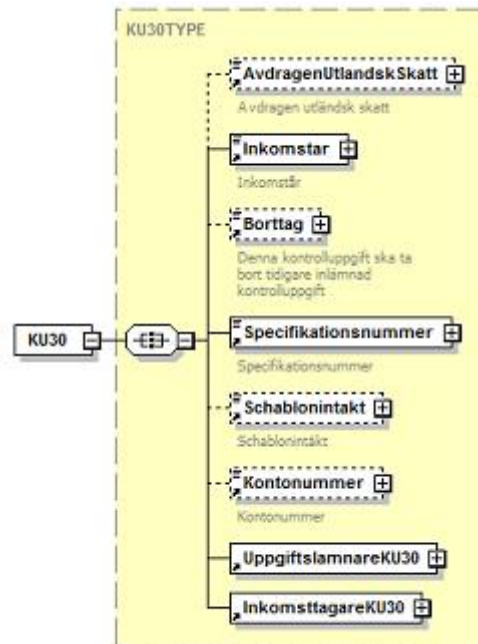 KU30TYPE
AvdragenUtlandskSkatt
Avdragen utländsk skatt
Inkomstar
Inkomstår
Borttag
Denna kontrolluppgift ska ta
bort tidigare inlämnad
kontrolluppgift
KU30
Specifikationsnummer
Specifikationsnummer
Schablonintakt
Schablonintäkt
Kontonummer
Kontonummer
UppgiftslamnareKU30
InkomsttagareKU30